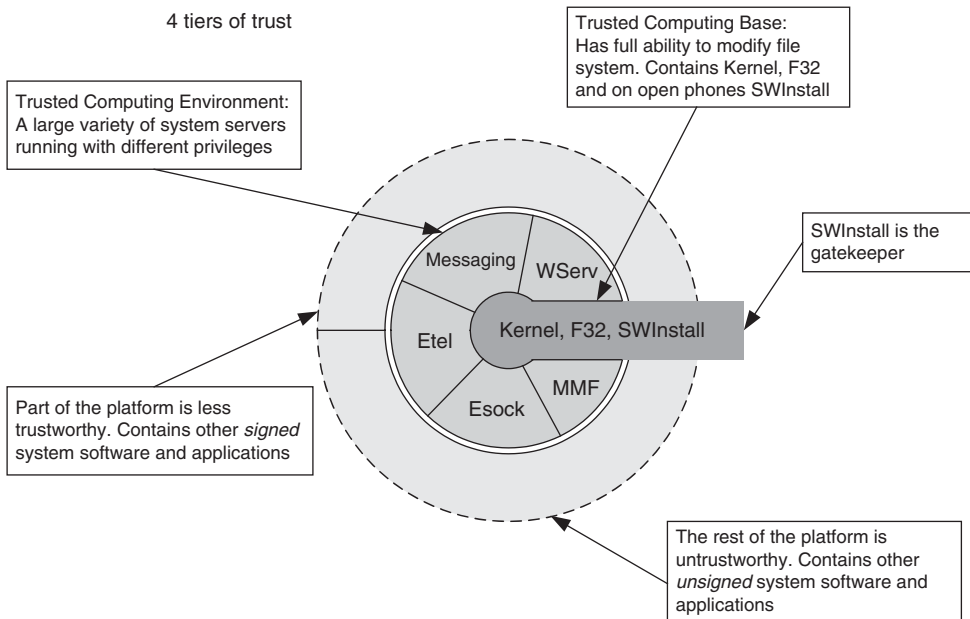 4 tiers of trust
Trusted Computing Base:
Has full ability to modify file
system. Contains Kernel, F32
and on open phones SWInstall
Trusted Computing Environment:
A large variety of system servers
running with different privileges
SWInstall is the
gatekeeper
Messaging
WServ
Kernel, F32, SWInstall
Etel
MMF
Esock
Part of the platform is less
trustworthy. Contains other signed
system software and applications
The rest of the platform is
untrustworthy. Contains other
unsigned system software and
applications